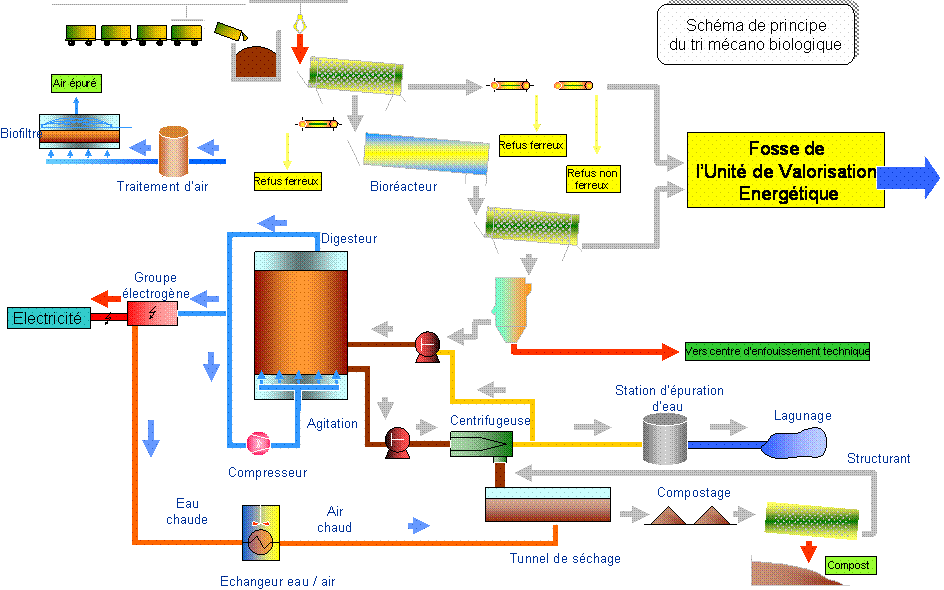 Schéma de principe
du tri mécano biologique
Air épuré
Biofiltre
Traitement d'air
Refus ferreux
Bioréacteur
Refus ferreux
Refus non
ferreux
Fosse de
l'Unité de Valorisation
Energétique
Digesteur
Groupe
électrogène
Electricité
Vers centre d'enfouissement technique
Agitation
Compresseur
Centrifugeuse
Station d'épuration
d'eau
Lagunage
Structurant
Eau
chaude
Air
chaud
Echangeur eau / air
Tunnel de séchage
Compostage
Compost